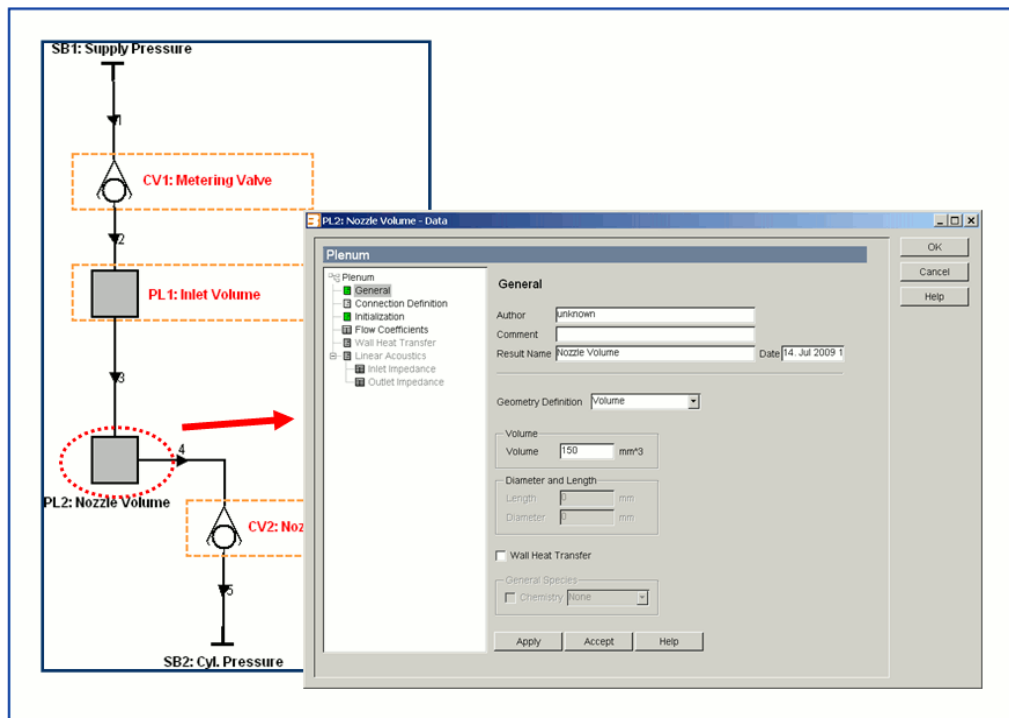 SB1: Supply Pressure
1
CV1: Metering Valve
2
PL1: Inlet Volume
3
4
PL2: Nozzle Volume
CV2: Noz
5
SB2: Cyl. Pressure
PL2: Nozzle Volume - Data
Plenum
Plenum
General
Connection Definition
Initialization
Flow Coefficients
Wall Heat Transfer
Linear Acoustics
Inlet Impedance
Outlet Impedance
General
Author unknown
Comment
Result Name Nozzle Volume Date 14. Jul 2009 1
Geometry Definition Volume
Volume
Volume 150 mm^3
Diameter and Length
Length 0 mm
Diameter 0 mm
Wall Heat Transfer
General Species
Chemistry None
Apply Accept Help
OK
Cancel
Help